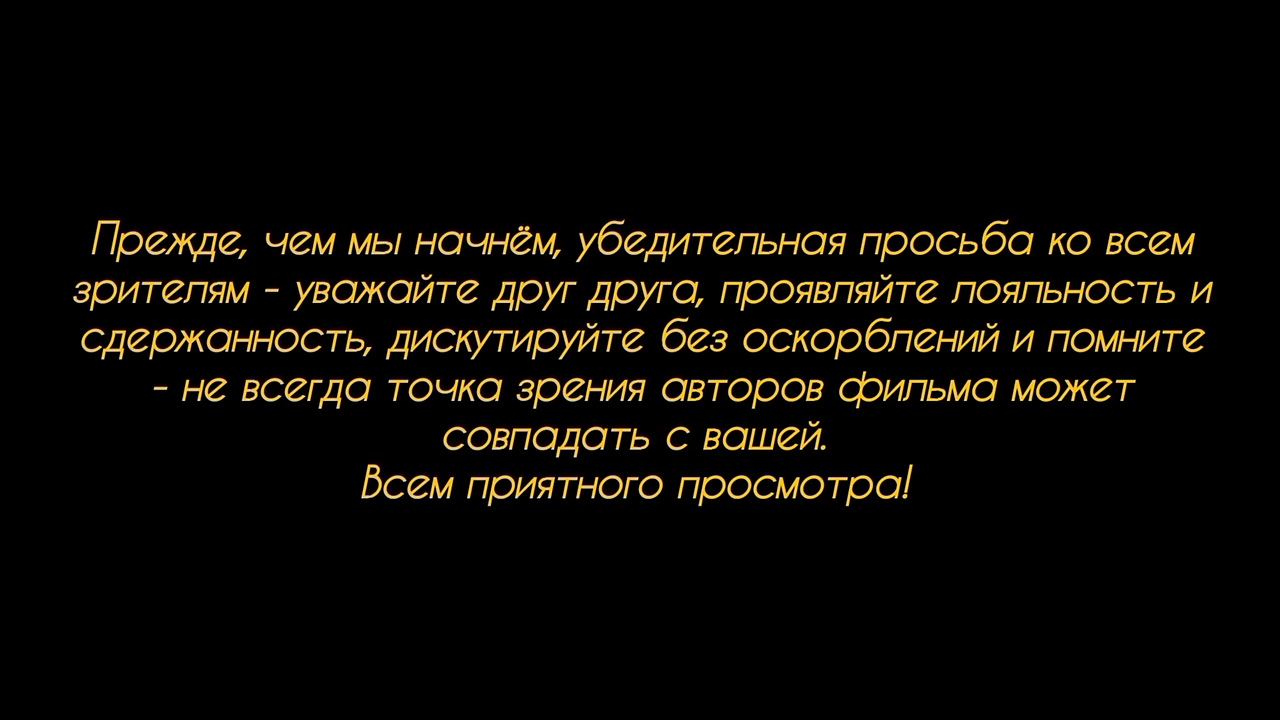 Прежде, чем мы начнём, убедительная просьба ко всем
зрителям - уважайте друг друга, проявляйте лояльность и
сдержанность, дискутируйте без оскорблений и помните
- не всегда точка зрения авторов фильма может
совпадать с вашей.
Всем приятного просмотра!